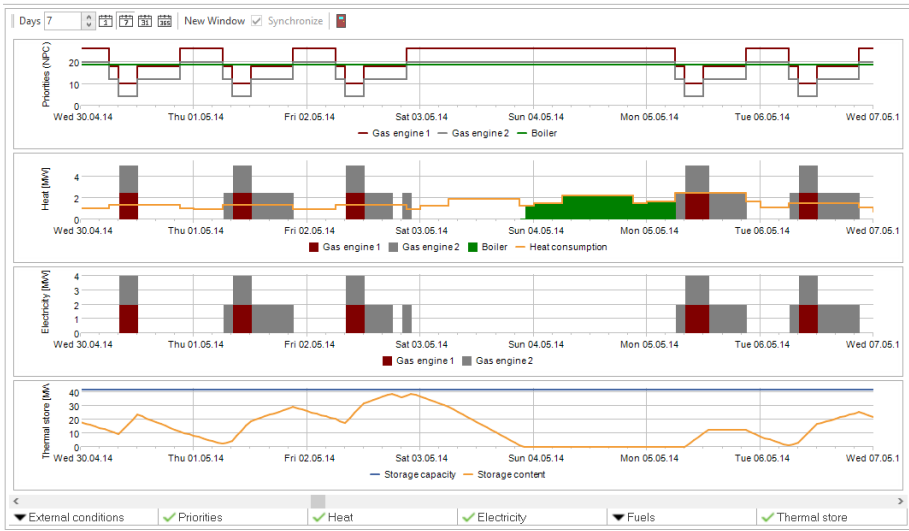 Days 7 1 7 31 365 New Window Synchronize
Priorities (NPC)
20
10
0
Wed 30.04.14 Thu 01.05.14 Fri 02.05.14 Sat 03.05.14 Sun 04.05.14 Mon 05.05.14 Tue 06.05.14 Wed 07.05.1
Gas engine 1 Gas engine 2 Boiler
Heat [MW]
4
2
0
Wed 30.04.14 Thu 01.05.14 Fri 02.05.14 Sat 03.05.14 Sun 04.05.14 Mon 05.05.14 Tue 06.05.14 Wed 07.05.1
Gas engine 1 Gas engine 2 Boiler Heat consumption
Electricity [MW]
4
3
2
1
0
Wed 30.04.14 Thu 01.05.14 Fri 02.05.14 Sat 03.05.14 Sun 04.05.14 Mon 05.05.14 Tue 06.05.14 Wed 07.05.1
Gas engine 1 Gas engine 2
Thermal store [MW
40
30
20
10
0
Wed 30.04.14 Thu 01.05.14 Fri 02.05.14 Sat 03.05.14 Sun 04.05.14 Mon 05.05.14 Tue 06.05.14 Wed 07.05.1
Storage capacity Storage content
External conditions Priorities Heat Electricity Fuels Thermal store